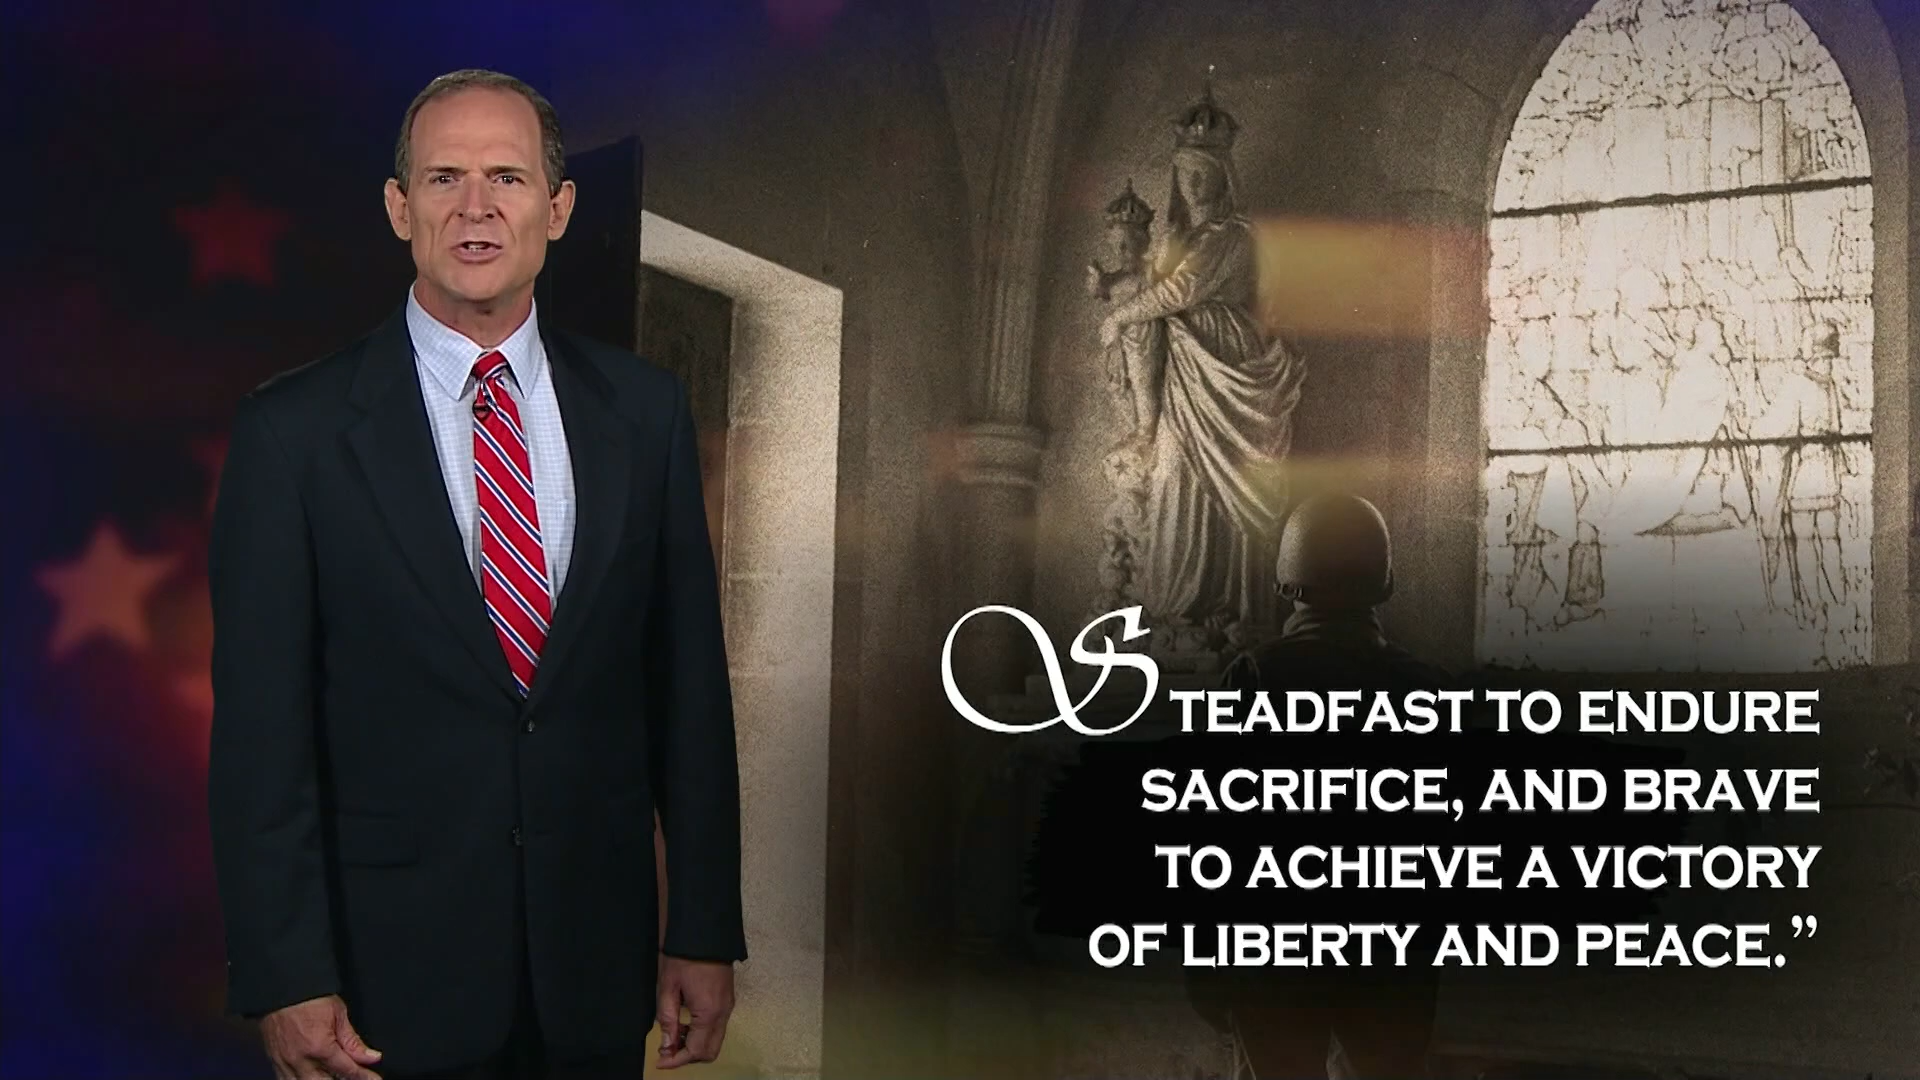 STEADFAST TO ENDURE
SACRIFICE, AND BRAVE
TO ACHIEVE A VICTORY
OF LIBERTY AND PEACE.”